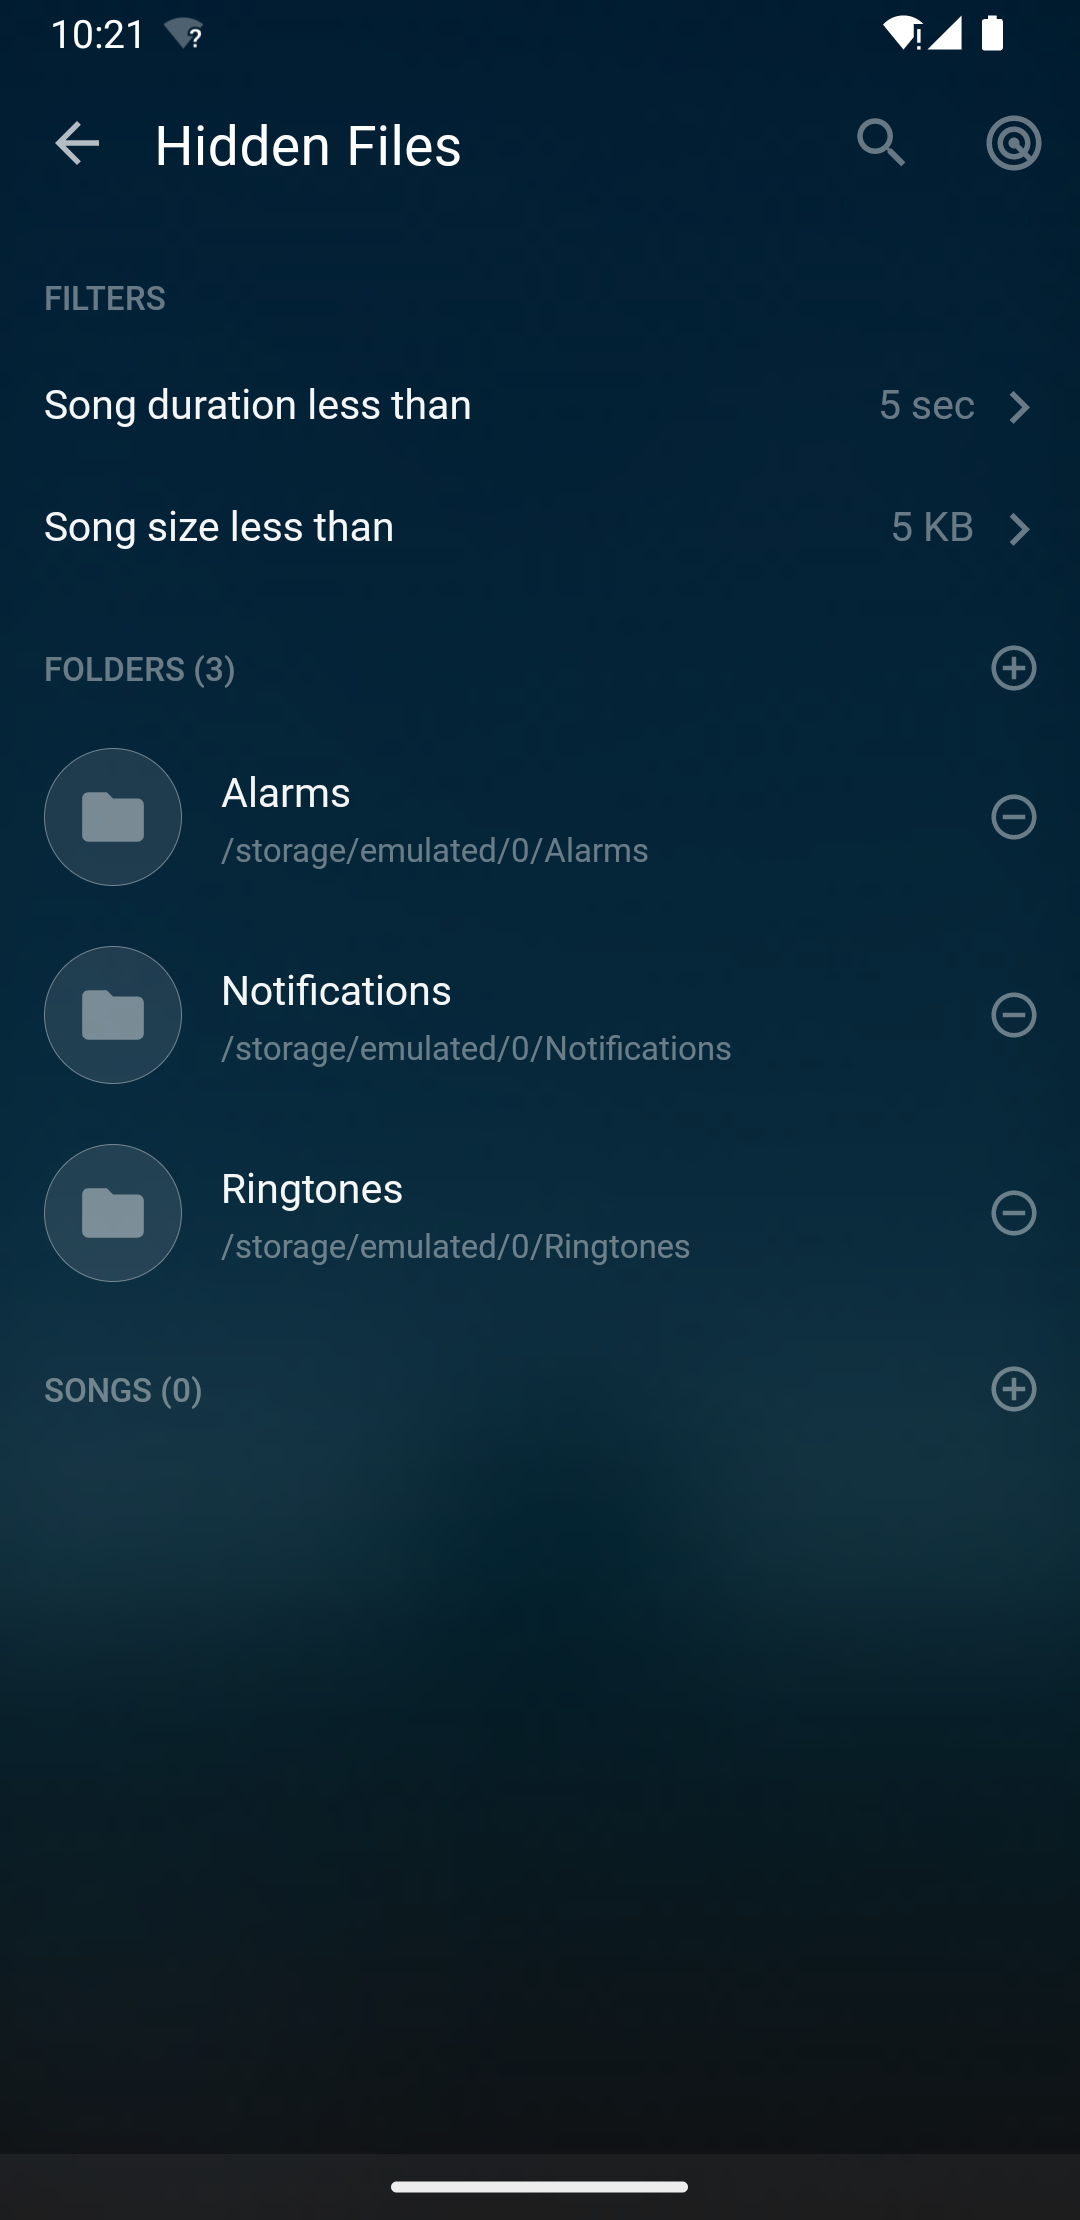 10:21
Hidden Files
FILTERS
Song duration less than 5 sec
Song size less than 5 KB
FOLDERS (3)
Alarms
/storage/emulated/0/Alarms
Notifications
/storage/emulated/0/Notifications
Ringtones
/storage/emulated/0/Ringtones
SONGS (0)